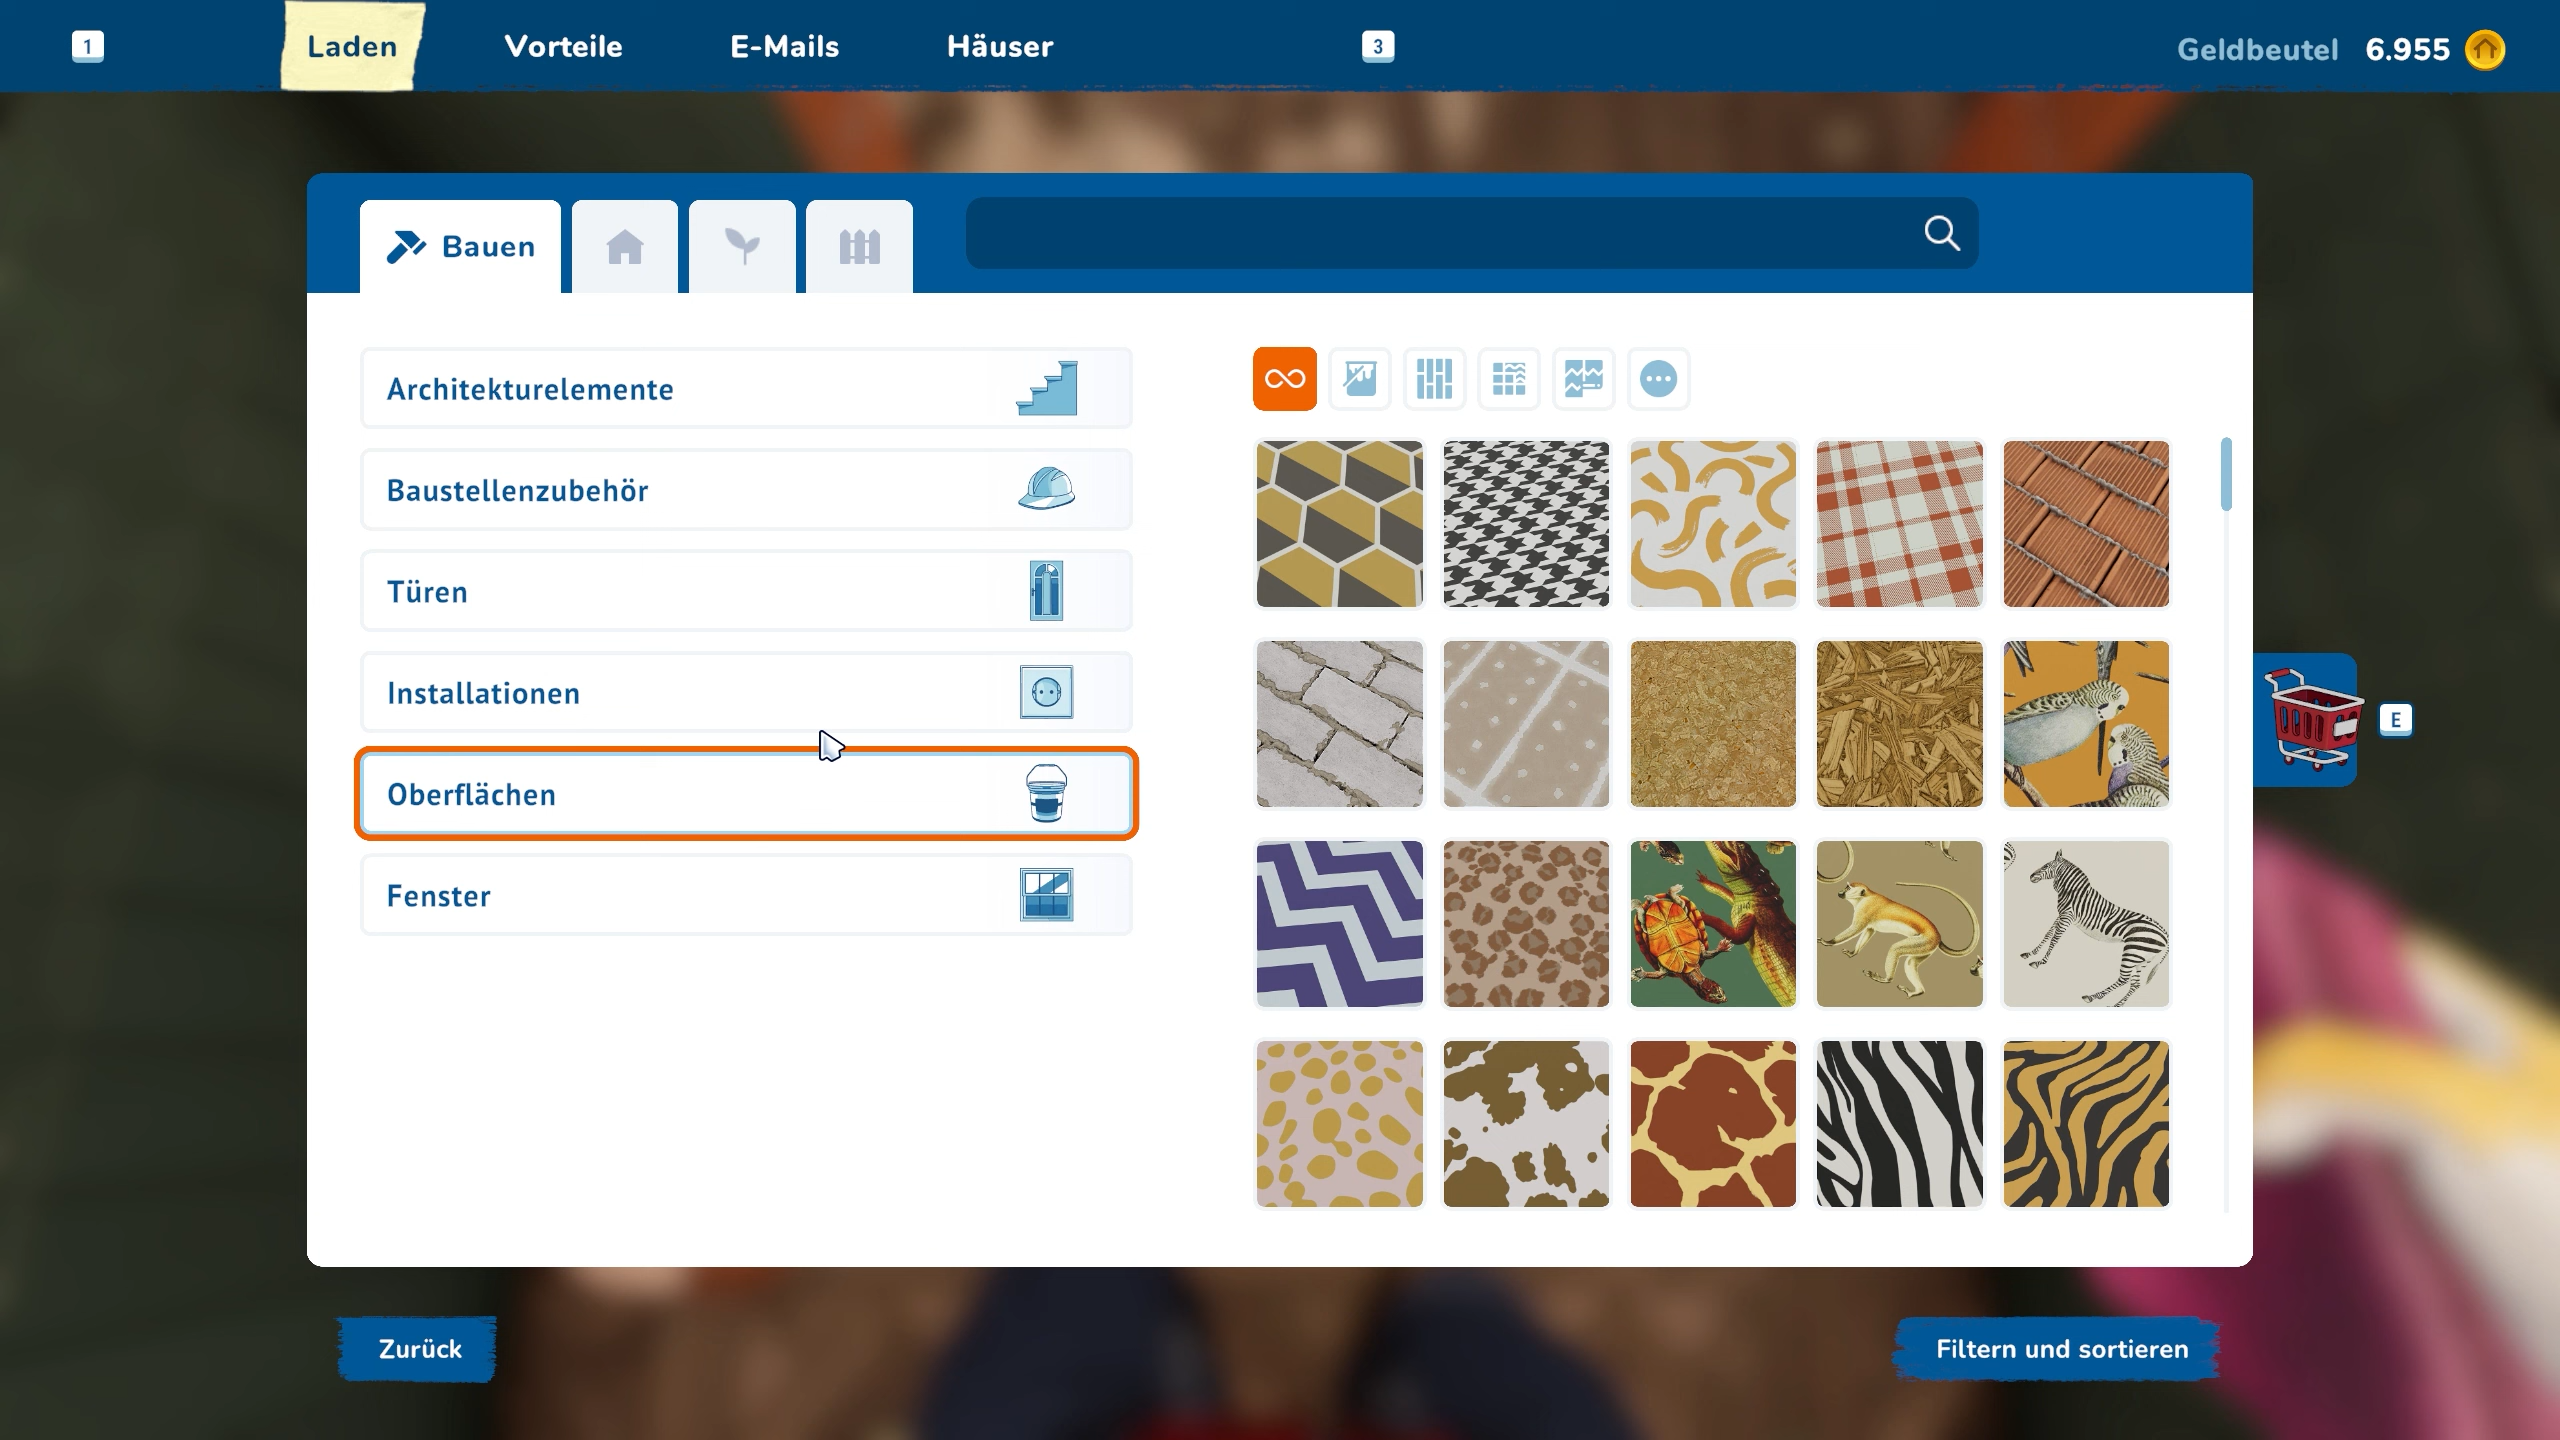 1
Laden
Vorteile
E-Mails
Häuser
3
Geldbeutel 6.955
Bauen
Architekturelemente
Baustellenzubehör
Türen
Installationen
Oberflächen
Fenster
E
Zurück
Filtern und sortieren